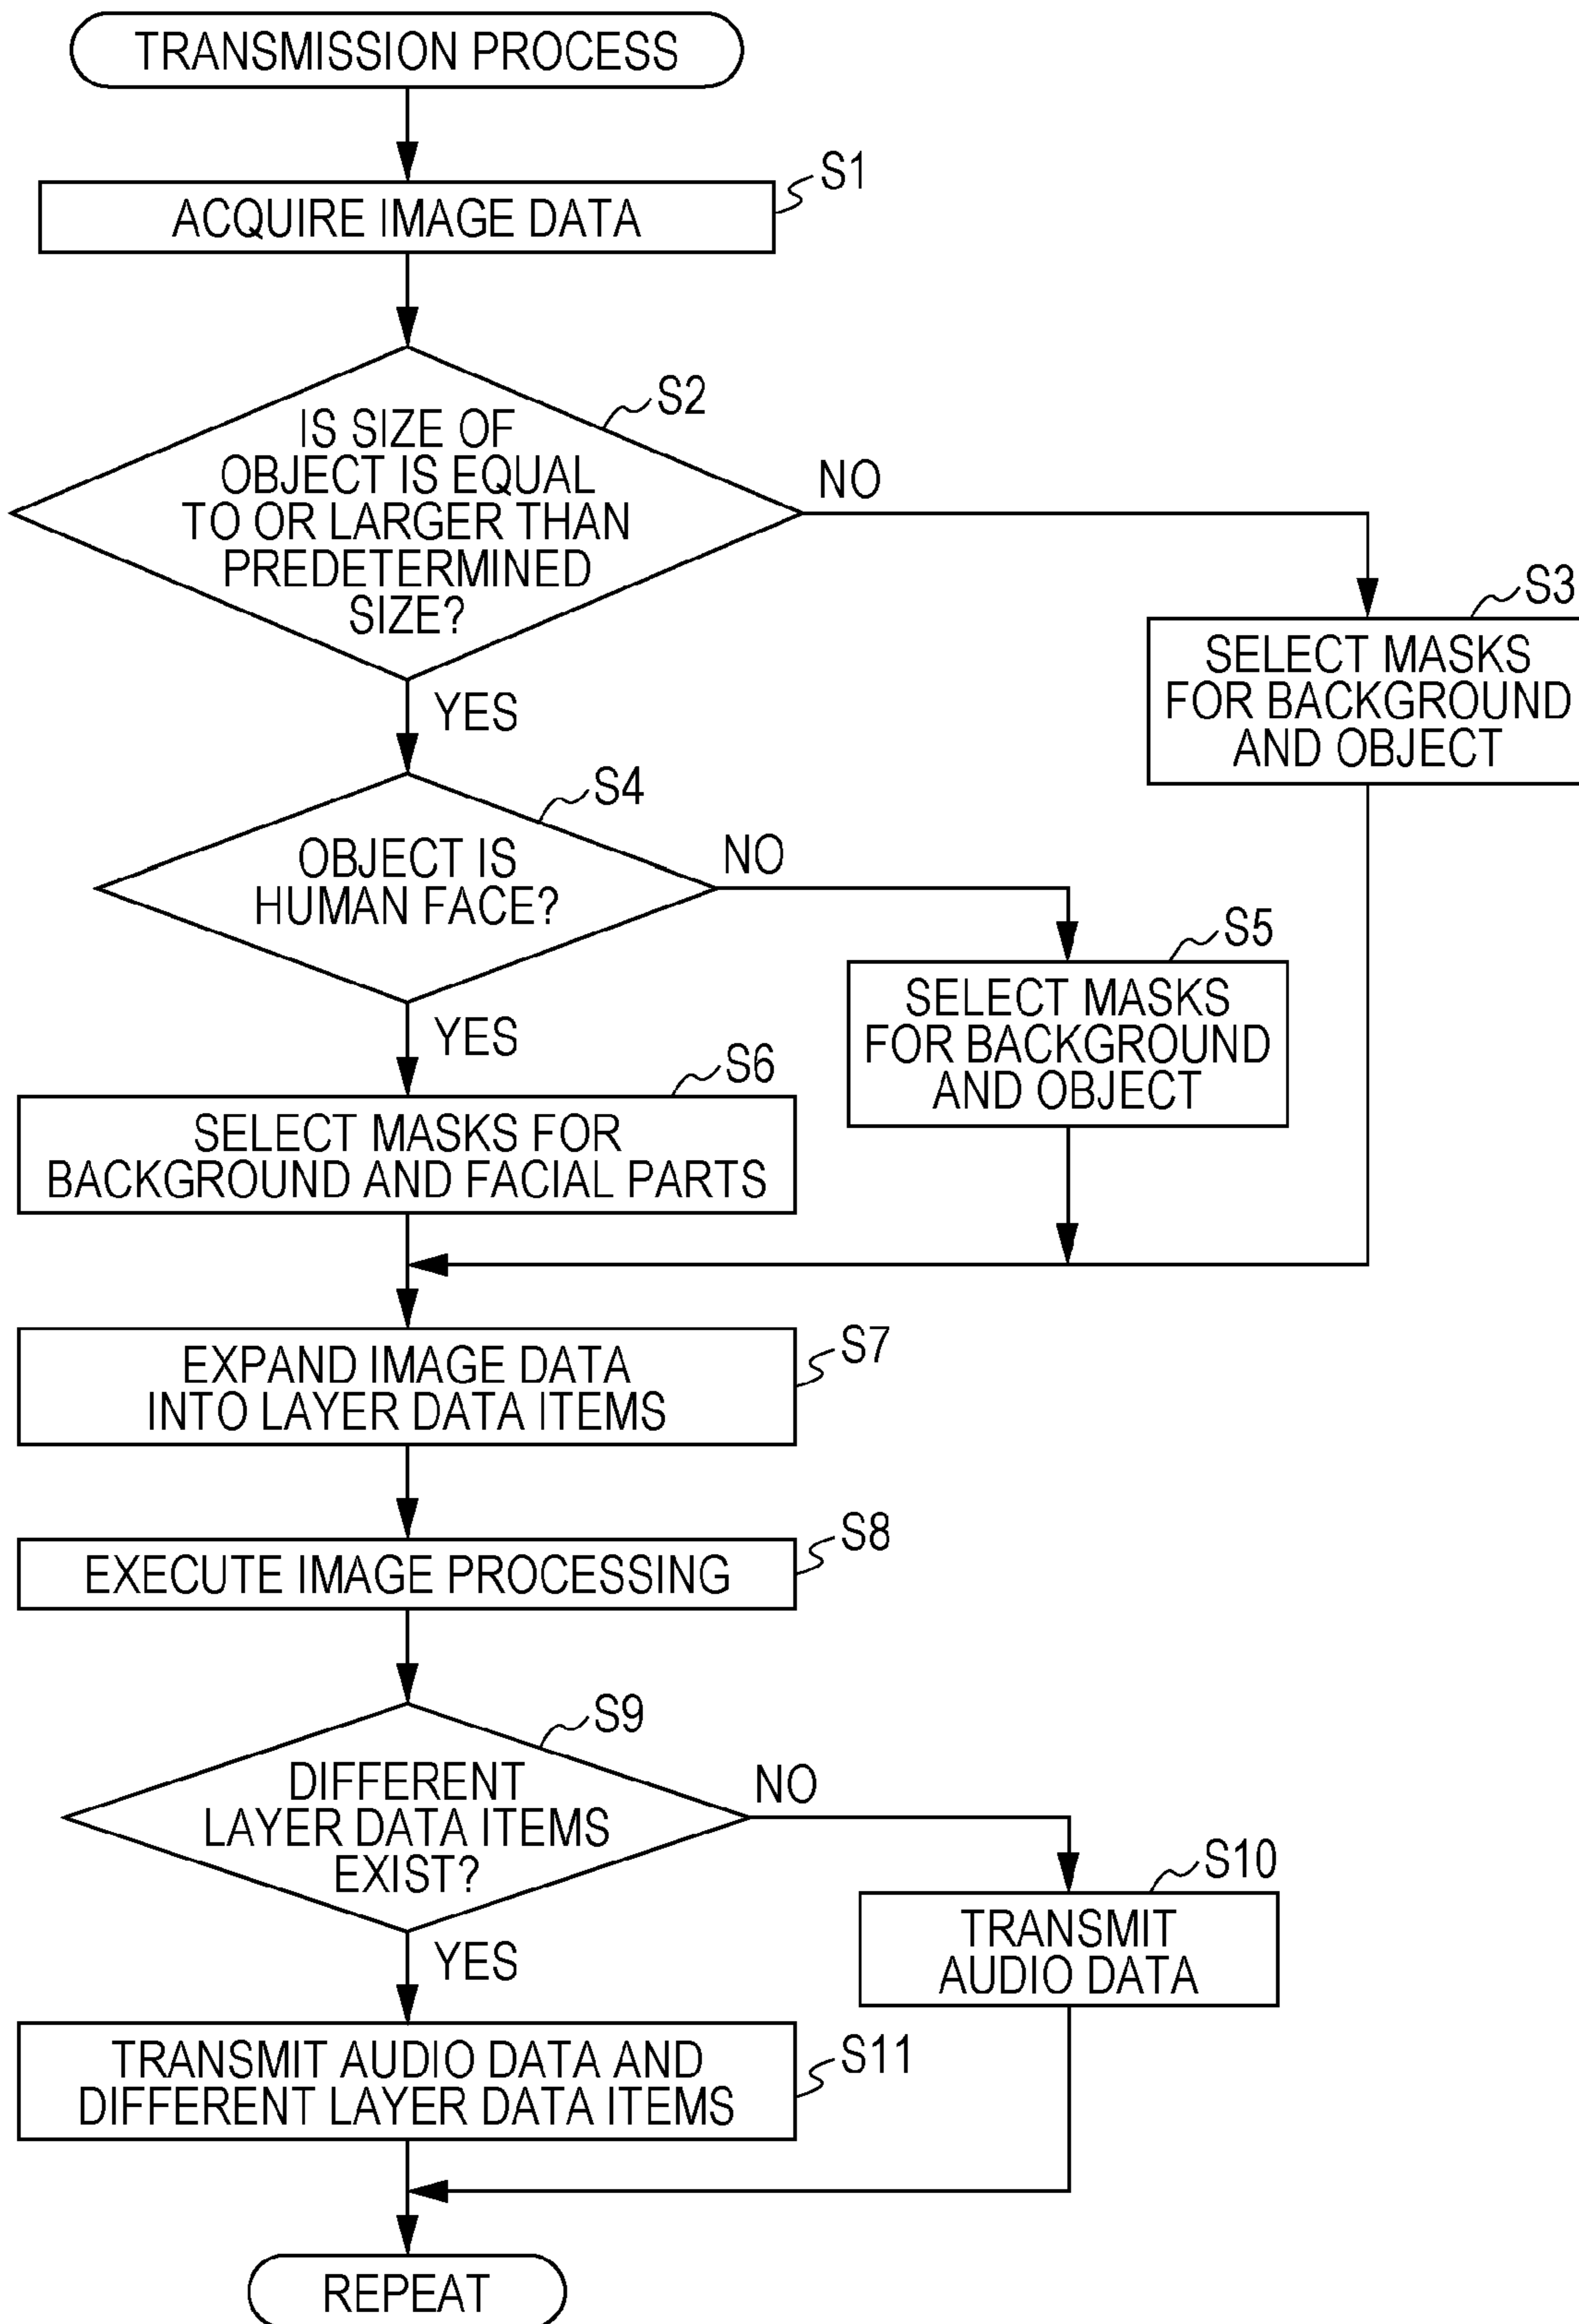 TRANSMISSION PROCESS
S1
ACQUIRE IMAGE DATA
S2
IS SIZE OF
OBJECT IS EQUAL
TO OR LARGER THAN
PREDETERMINED
SIZE?
NO
YES
S3
SELECT MASKS
FOR BACKGROUND
AND OBJECT
S4
OBJECT IS
HUMAN FACE?
NO
YES
S5
SELECT MASKS
FOR BACKGROUND
AND OBJECT
S6
SELECT MASKS FOR
BACKGROUND AND FACIAL PARTS
S7
EXPAND IMAGE DATA
INTO LAYER DATA ITEMS
S8
EXECUTE IMAGE PROCESSING
S9
DIFFERENT
LAYER DATA ITEMS
EXIST?
NO
YES
S10
TRANSMIT
AUDIO DATA
S11
TRANSMIT AUDIO DATA AND
DIFFERENT LAYER DATA ITEMS
REPEAT